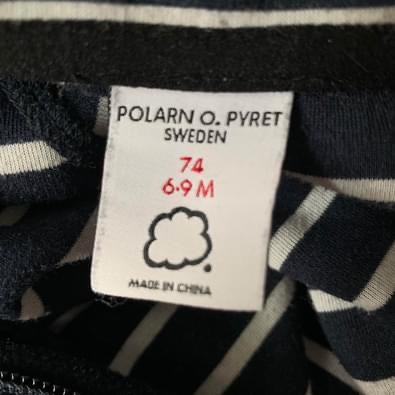 POLARN O. PYRET
SWEDEN
74
6-9 M
MADE IN CHINA